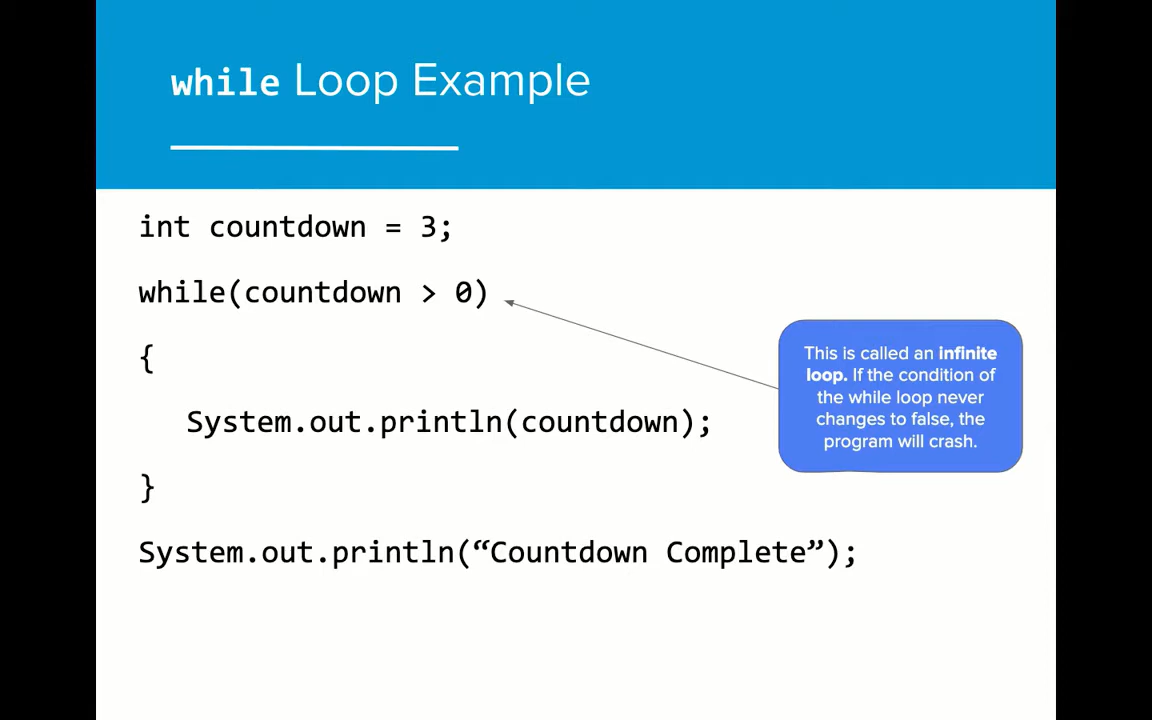 while Loop Example
int countdown = 3;
while(countdown > 0)
{
System.out.println(countdown);
}
System.out.println(“Countdown Complete”);
This is called an infinite
loop. If the condition of
the while loop never
changes to false, the
program will crash.